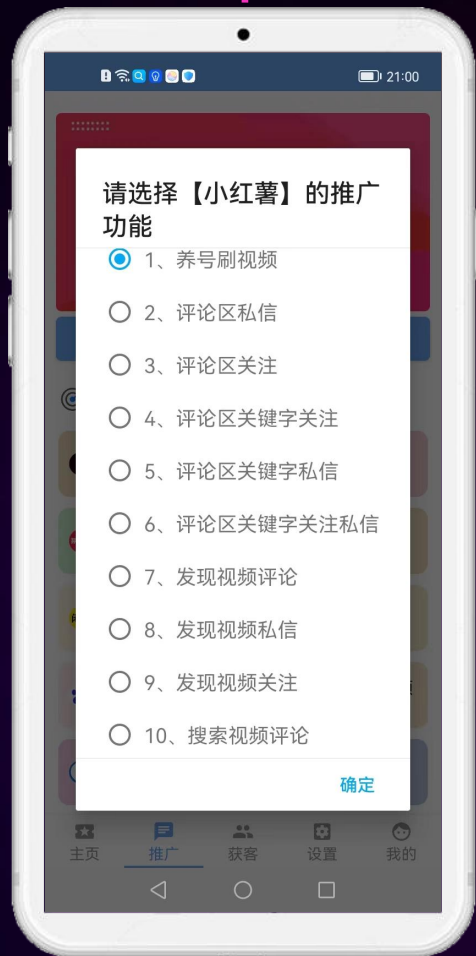 21:00
请选择【小红薯】的推广
功能
1、养号刷视频
2、评论区私信
3、评论区关注
4、评论区关键字关注
5、评论区关键字私信
6、评论区关键字关注私信
7、发现视频评论
8、发现视频私信
9、发现视频关注
10、搜索视频评论
确定
主页
推广
获客
设置
我的